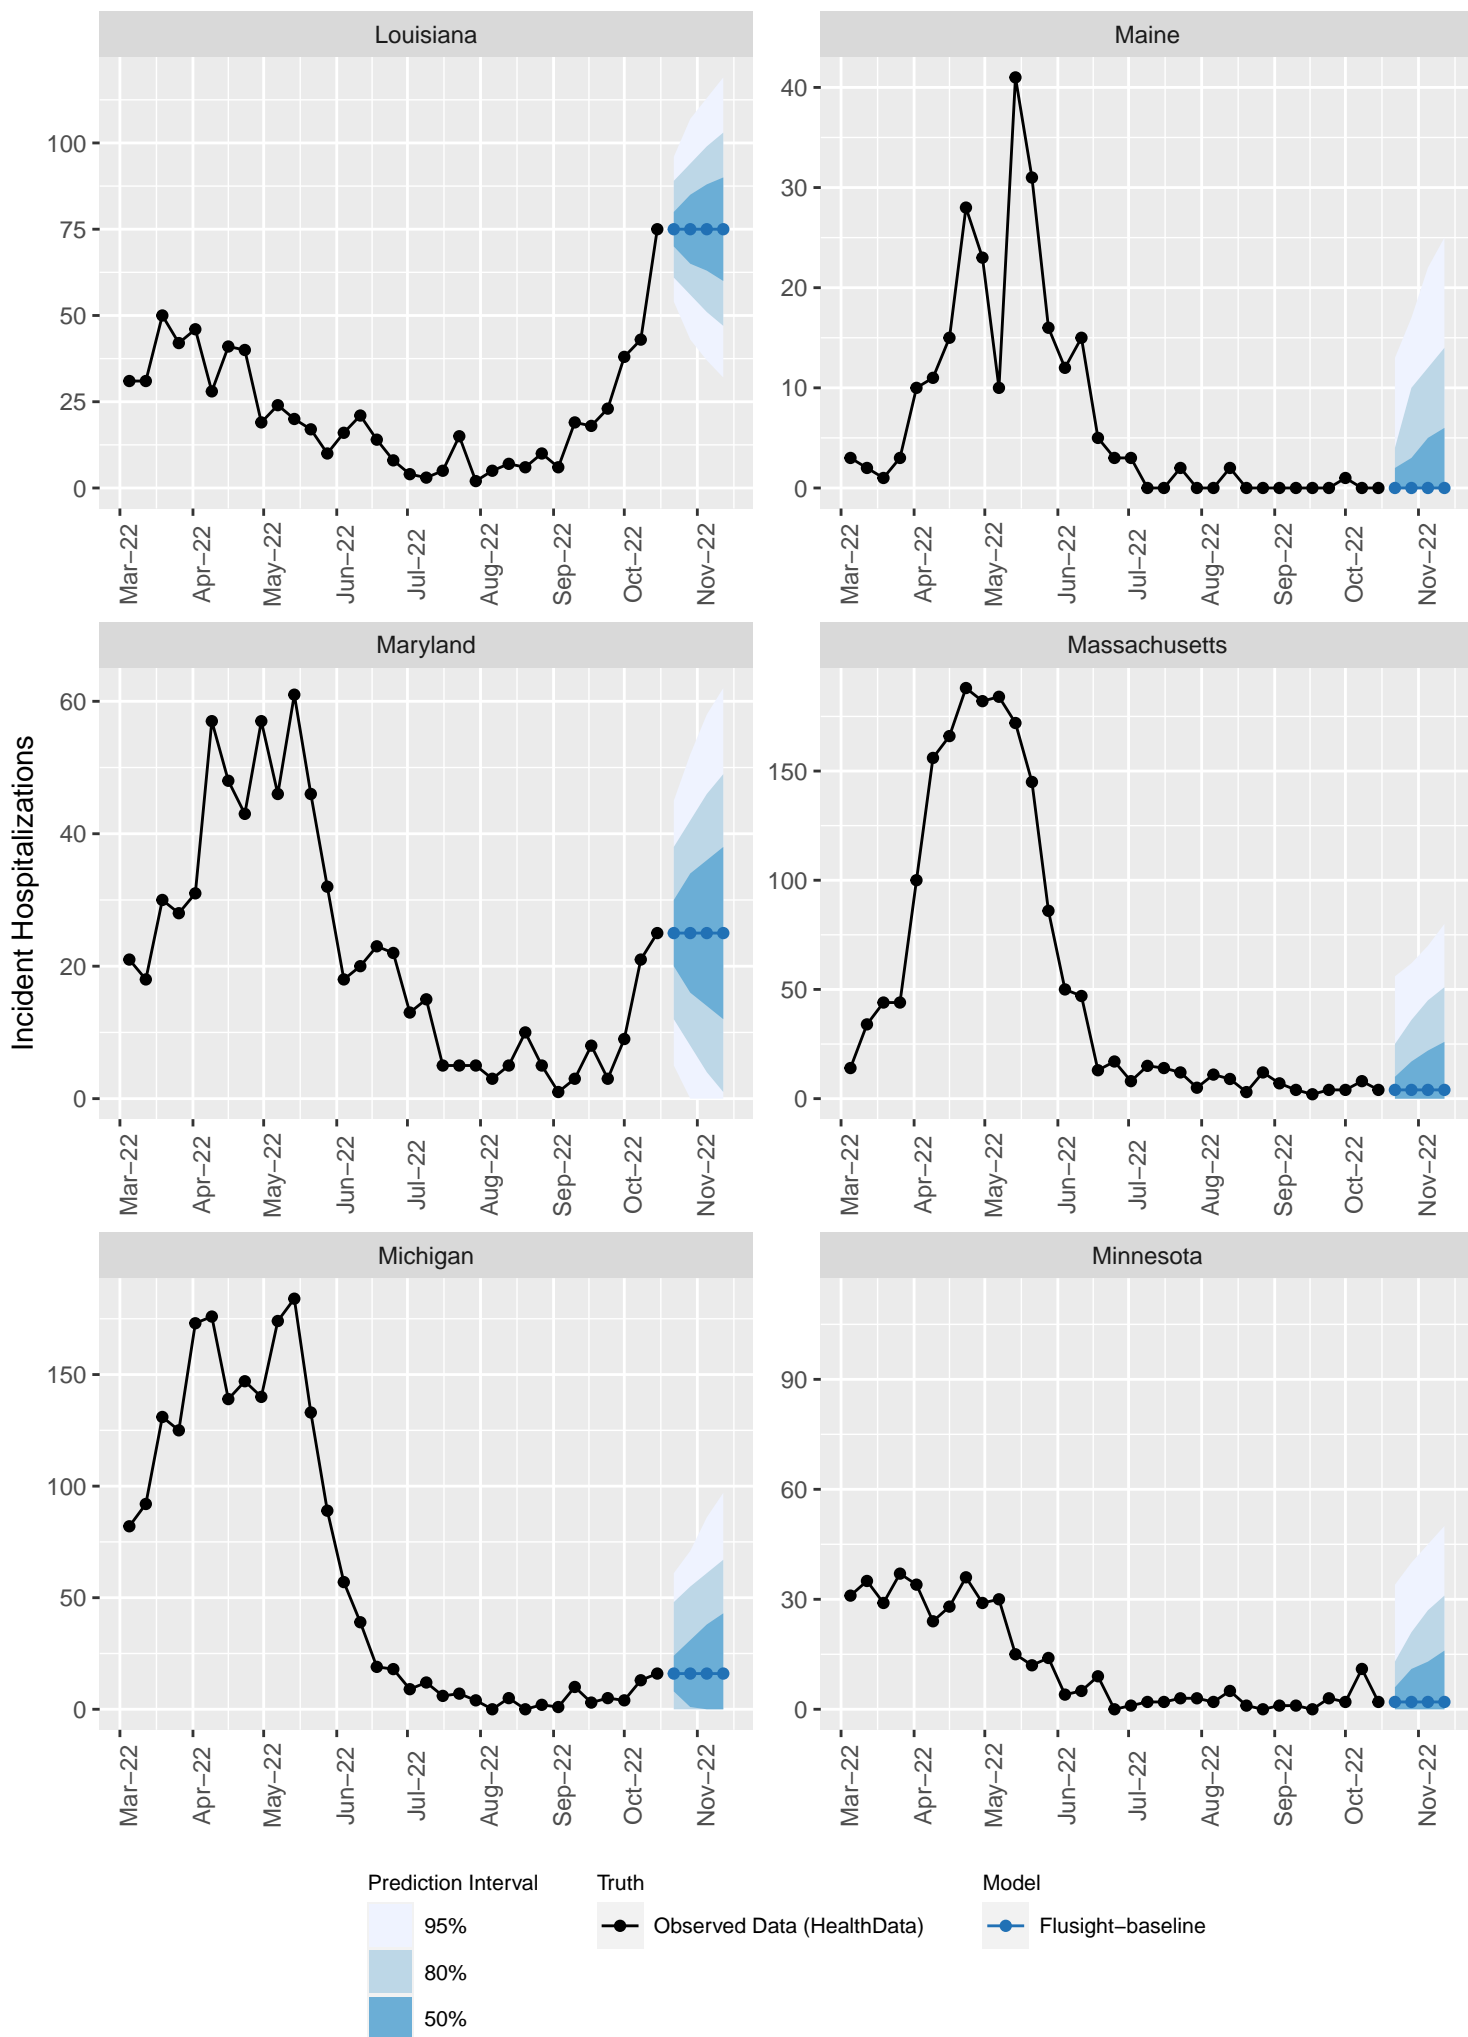 Louisiana
Maine
100
75
50
25
0
40
30
20
10
0
Mar−22
Apr−22
May−22
Jun−22
Jul−22
Aug−22
Sep−22
Oct−22
Nov−22
Mar−22
Apr−22
May−22
Jun−22
Jul−22
Aug−22
Sep−22
Oct−22
Nov−22
Incident Hospitalizations
Maryland
Massachusetts
60
40
20
0
150
100
50
0
Mar−22
Apr−22
May−22
Jun−22
Jul−22
Aug−22
Sep−22
Oct−22
Nov−22
Mar−22
Apr−22
May−22
Jun−22
Jul−22
Aug−22
Sep−22
Oct−22
Nov−22
Michigan
Minnesota
150
100
50
0
90
60
30
0
Mar−22
Apr−22
May−22
Jun−22
Jul−22
Aug−22
Sep−22
Oct−22
Nov−22
Mar−22
Apr−22
May−22
Jun−22
Jul−22
Aug−22
Sep−22
Oct−22
Nov−22
Prediction Interval
95%
80%
50%
Truth
Observed Data (HealthData)
Model
Flusight−baseline